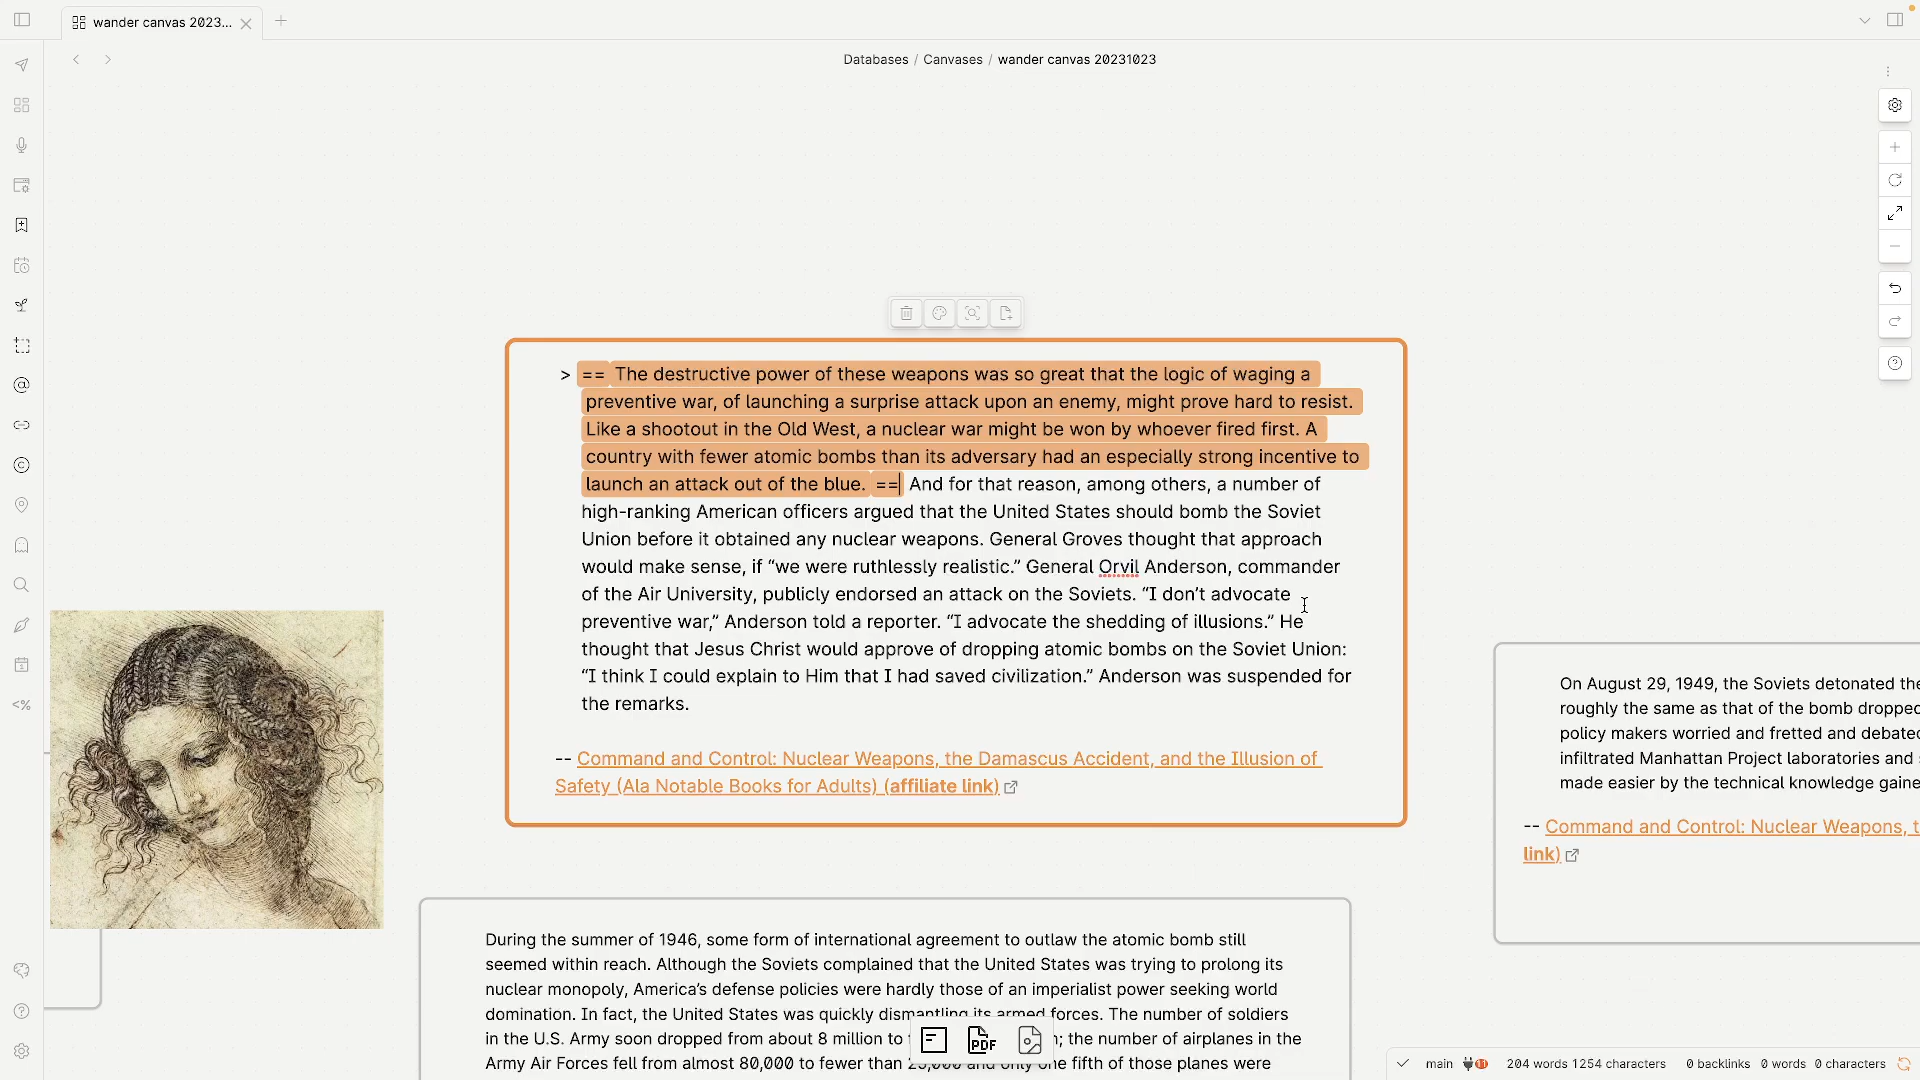 wander canvas 2023...
Databases / Canvases / wander canvas 20231023
> == The destructive power of these weapons was so great that the logic of waging a
preventive war, of launching a surprise attack upon an enemy, might prove hard to resist.
Like a shootout in the Old West, a nuclear war might be won by whoever fired first. A
country with fewer atomic bombs than its adversary had an especially strong incentive to
launch an attack out of the blue. == And for that reason, among others, a number of
high-ranking American officers argued that the United States should bomb the Soviet
Union before it obtained any nuclear weapons. General Groves thought that approach
would make sense, if “we were ruthlessly realistic.” General Orvil Anderson, commander
of the Air University, publicly endorsed an attack on the Soviets. “I don’t advocate
preventive war,” Anderson told a reporter. “I advocate the shedding of illusions.” He
thought that Jesus Christ would approve of dropping atomic bombs on the Soviet Union:
“I think I could explain to Him that I had saved civilization.” Anderson was suspended for
the remarks.
-- Command and Control: Nuclear Weapons, the Damascus Accident, and the Illusion of
Safety (Ala Notable Books for Adults) (affiliate link)
On August 29, 1949, the Soviets detonated the
roughly the same as that of the bomb dropped
policy makers worried and fretted and debated
infiltrated Manhattan Project laboratories and
made easier by the technical knowledge gaine
-- Command and Control: Nuclear Weapons, t
link)
During the summer of 1946, some form of international agreement to outlaw the atomic bomb still
seemed within reach. Although the Soviets complained that the United States was trying to prolong its
nuclear monopoly, America’s defense policies were hardly those of an imperialist power seeking world
domination. In fact, the United States was quickly dismantling its armed forces. The number of soldiers
in the U.S. Army soon dropped from about 8 million to ; the number of airplanes in the
Army Air Forces fell from almost 80,000 to fewer than 25,000 and only one fifth of those planes were
PDF
<%
main 11 204 words 1254 characters 0 backlinks 0 words 0 characters